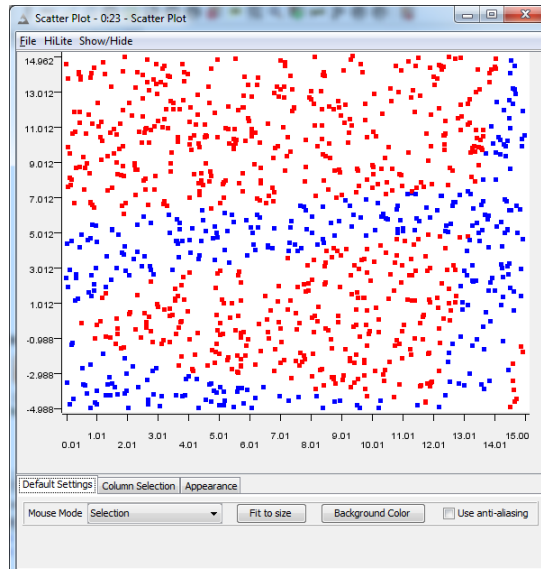 Scatter Plot - 0:23 - Scatter Plot
File HiLite Show/Hide
14.962
13.012
11.012
9.012
7.012
5.012
3.012
1.012
-0.988
-2.988
-4.988
1.01 3.01 5.01 7.01 9.01 11.01 13.01 15.00
0.01 2.01 4.01 6.01 8.01 10.01 12.01 14.01
Default Settings Column Selection Appearance
Mouse Mode Selection Fit to size Background Color Use anti-aliasing